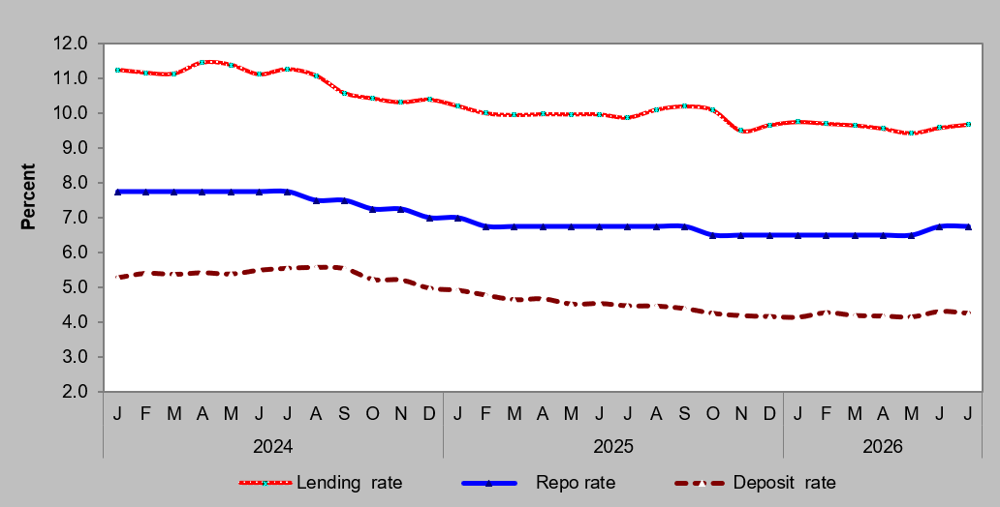 12.0
11.0
10.0
9.0
8.0
7.0
6.0
5.0
4.0
3.0
2.0
Percent
J F M A M J J A S O N D J F M A M J J A S O N D J F M A M J J
2024 2025 2026
Lending rate Repo rate Deposit rate